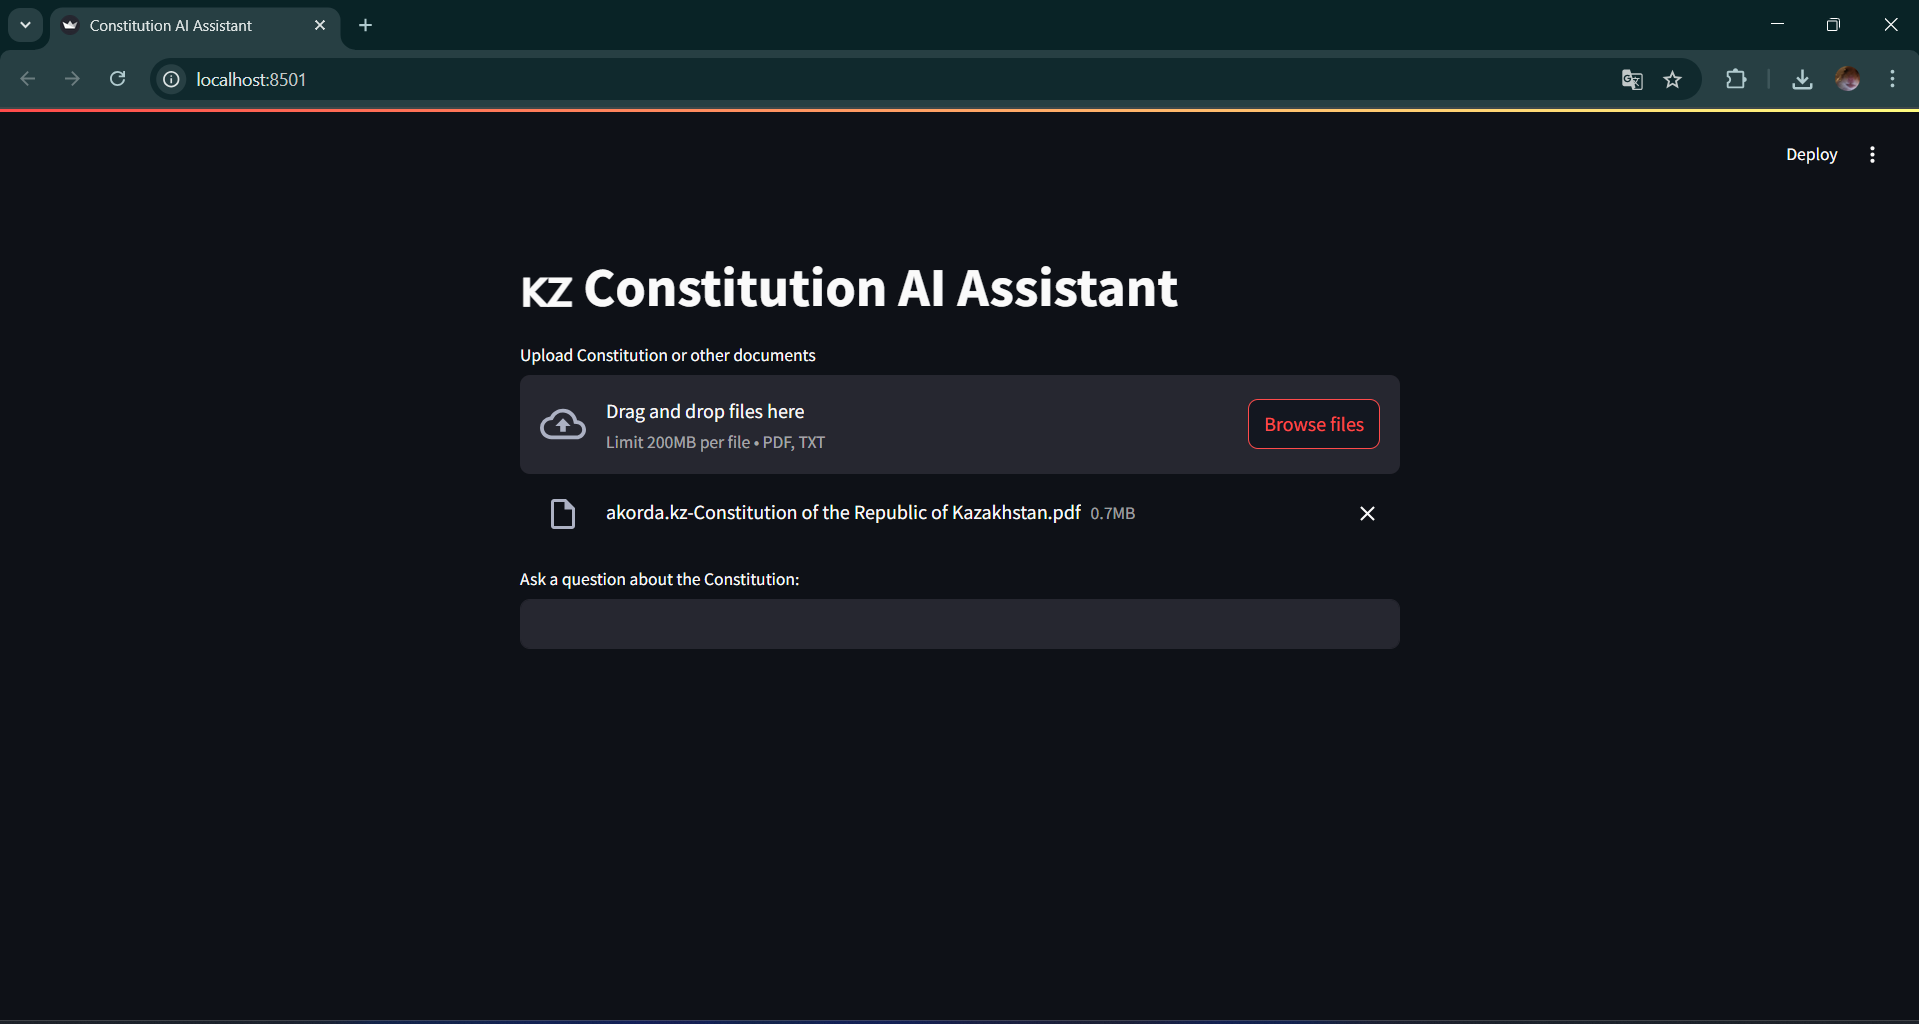 Constitution AI Assistant
localhost:8501
Deploy
KZ Constitution AI Assistant
Upload Constitution or other documents
Drag and drop files here
Limit 200MB per file • PDF, TXT
Browse files
akorda.kz-Constitution of the Republic of Kazakhstan.pdf 0.7MB
Ask a question about the Constitution: